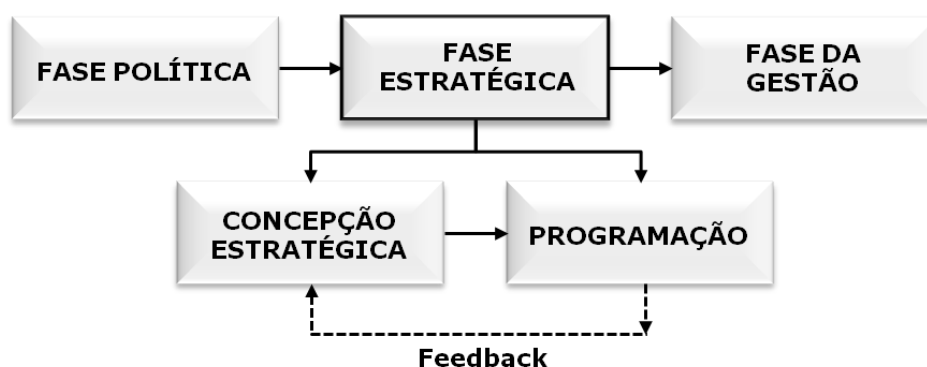 FASE POLÍTICA
FASE
ESTRATÉGICA
FASE DA
GESTÃO
CONCEPÇÃO
ESTRATÉGICA
PROGRAMAÇÃO
Feedback